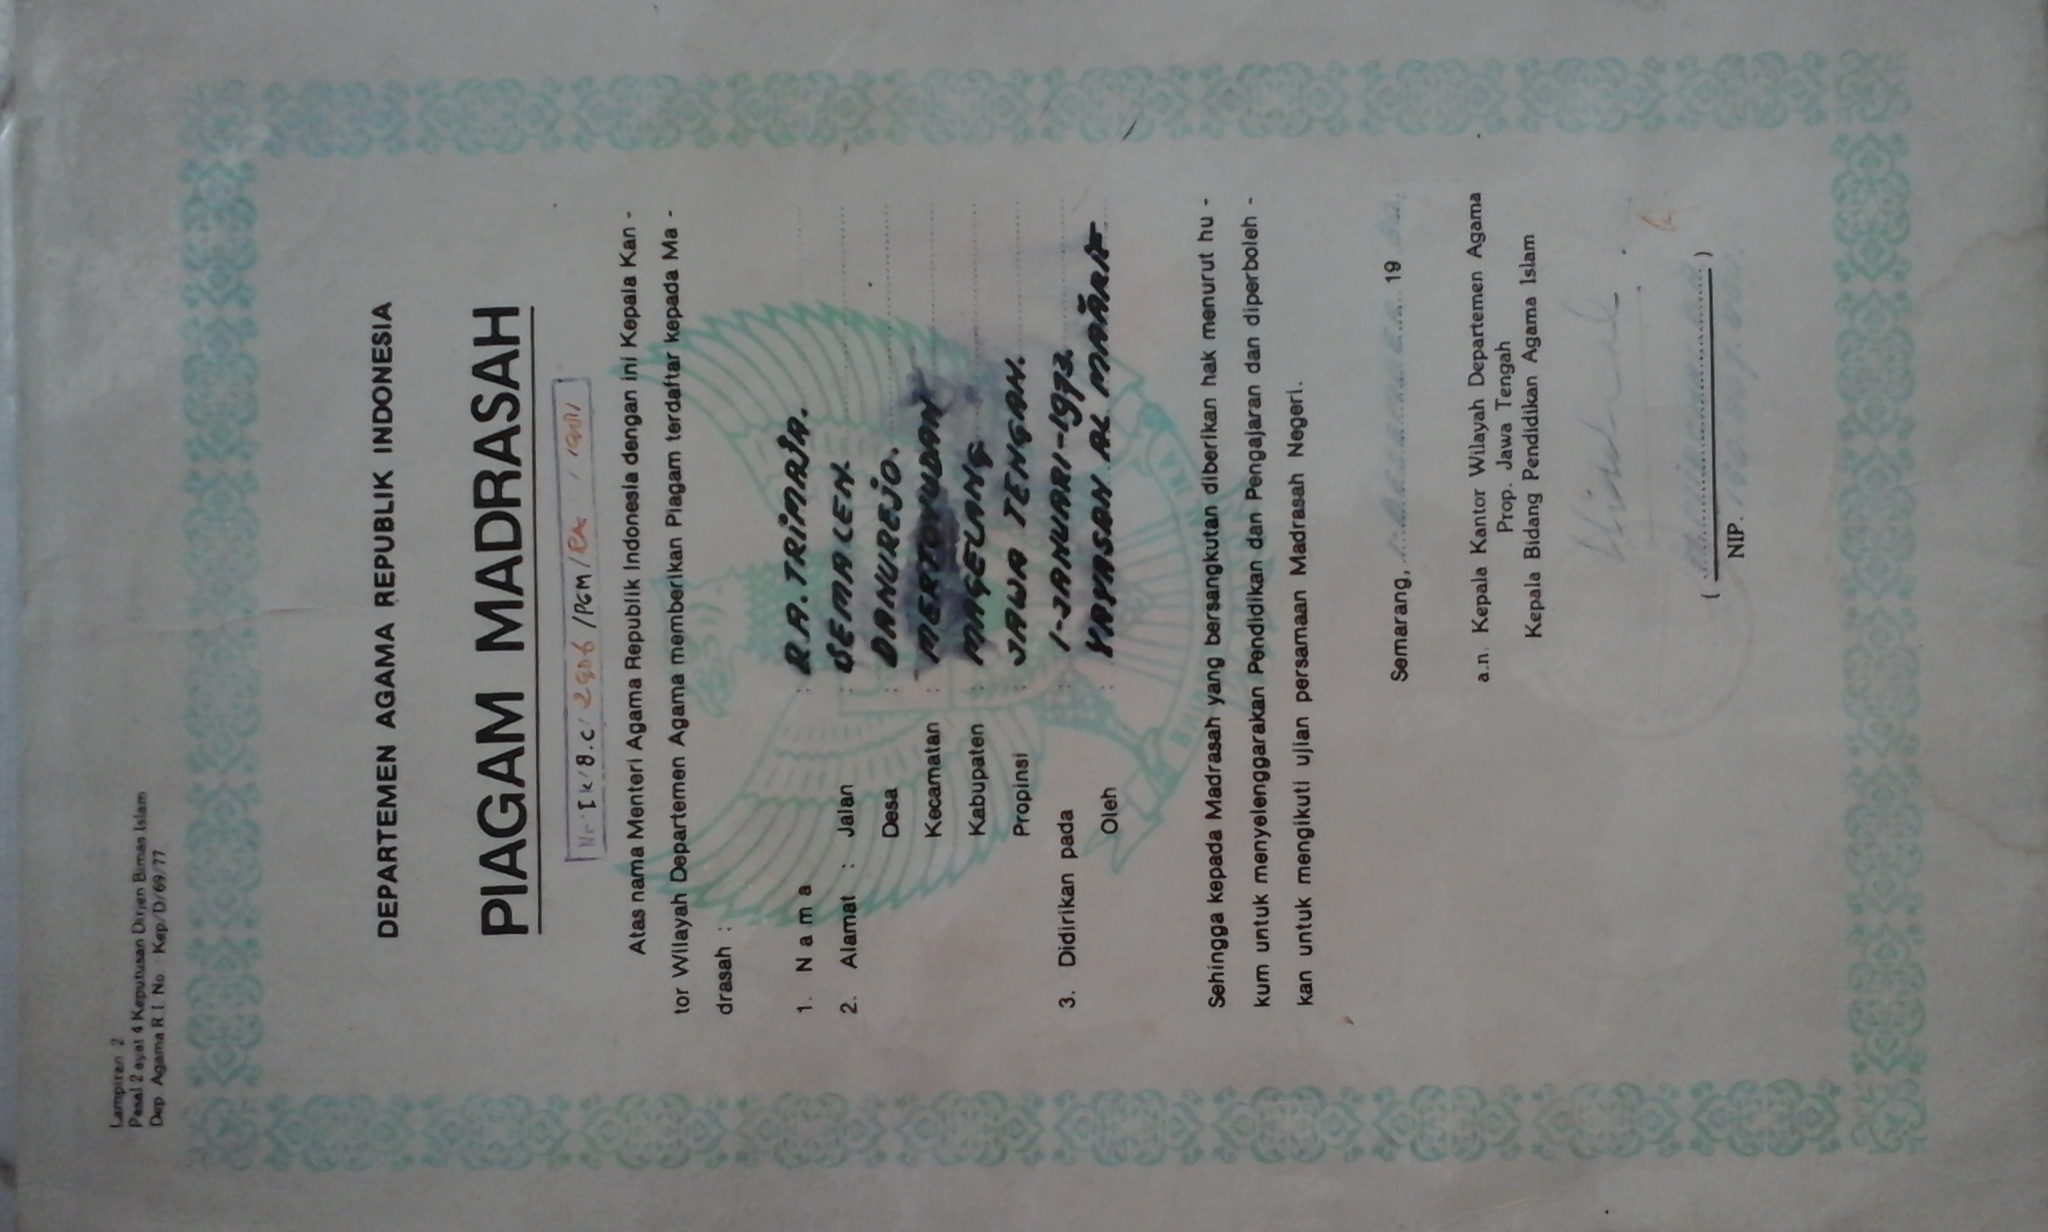 Lampiran 2
Pasal 2 ayat 4 Keputusan Dirjen Bimas Islam
Dep. Agama R.I. No. Kep/D/69/77
DEPARTEMEN AGAMA REPUBLIK INDONESIA
PIAGAM MADRASAH
/PGM/RA
Atas nama Menteri Agama Republik Indonesia dengan ini Kepala Kan -
tor Wilayah Departemen Agama memberikan Piagam terdaftar kepada Ma -
drasah :
1. N a m a : R.A. TRIMARJA.
2. Alamat : Jalan : SEMALEN.
Desa : DANUREJO.
Kecamatan : MERTOYUDAN
Kabupaten : MAGELANG
Propinsi : JAWA TENGAH.
3. Didirikan pada : 1-JANUARI-1973.
Oleh : YAYASAN AL MAARIF
Sehingga kepada Madrasah yang bersangkutan diberikan hak menurut hu -
kum untuk menyelenggarakan Pendidikan dan Pengajaran dan diperboleh -
kan untuk mengikuti ujian persamaan Madrasah Negeri.
Semarang, 19
a.n. Kepala Kantor Wilayah Departemen Agama
Prop. Jawa Tengah
Kepala Bidang Pendidikan Agama Islam
( )
NIP.